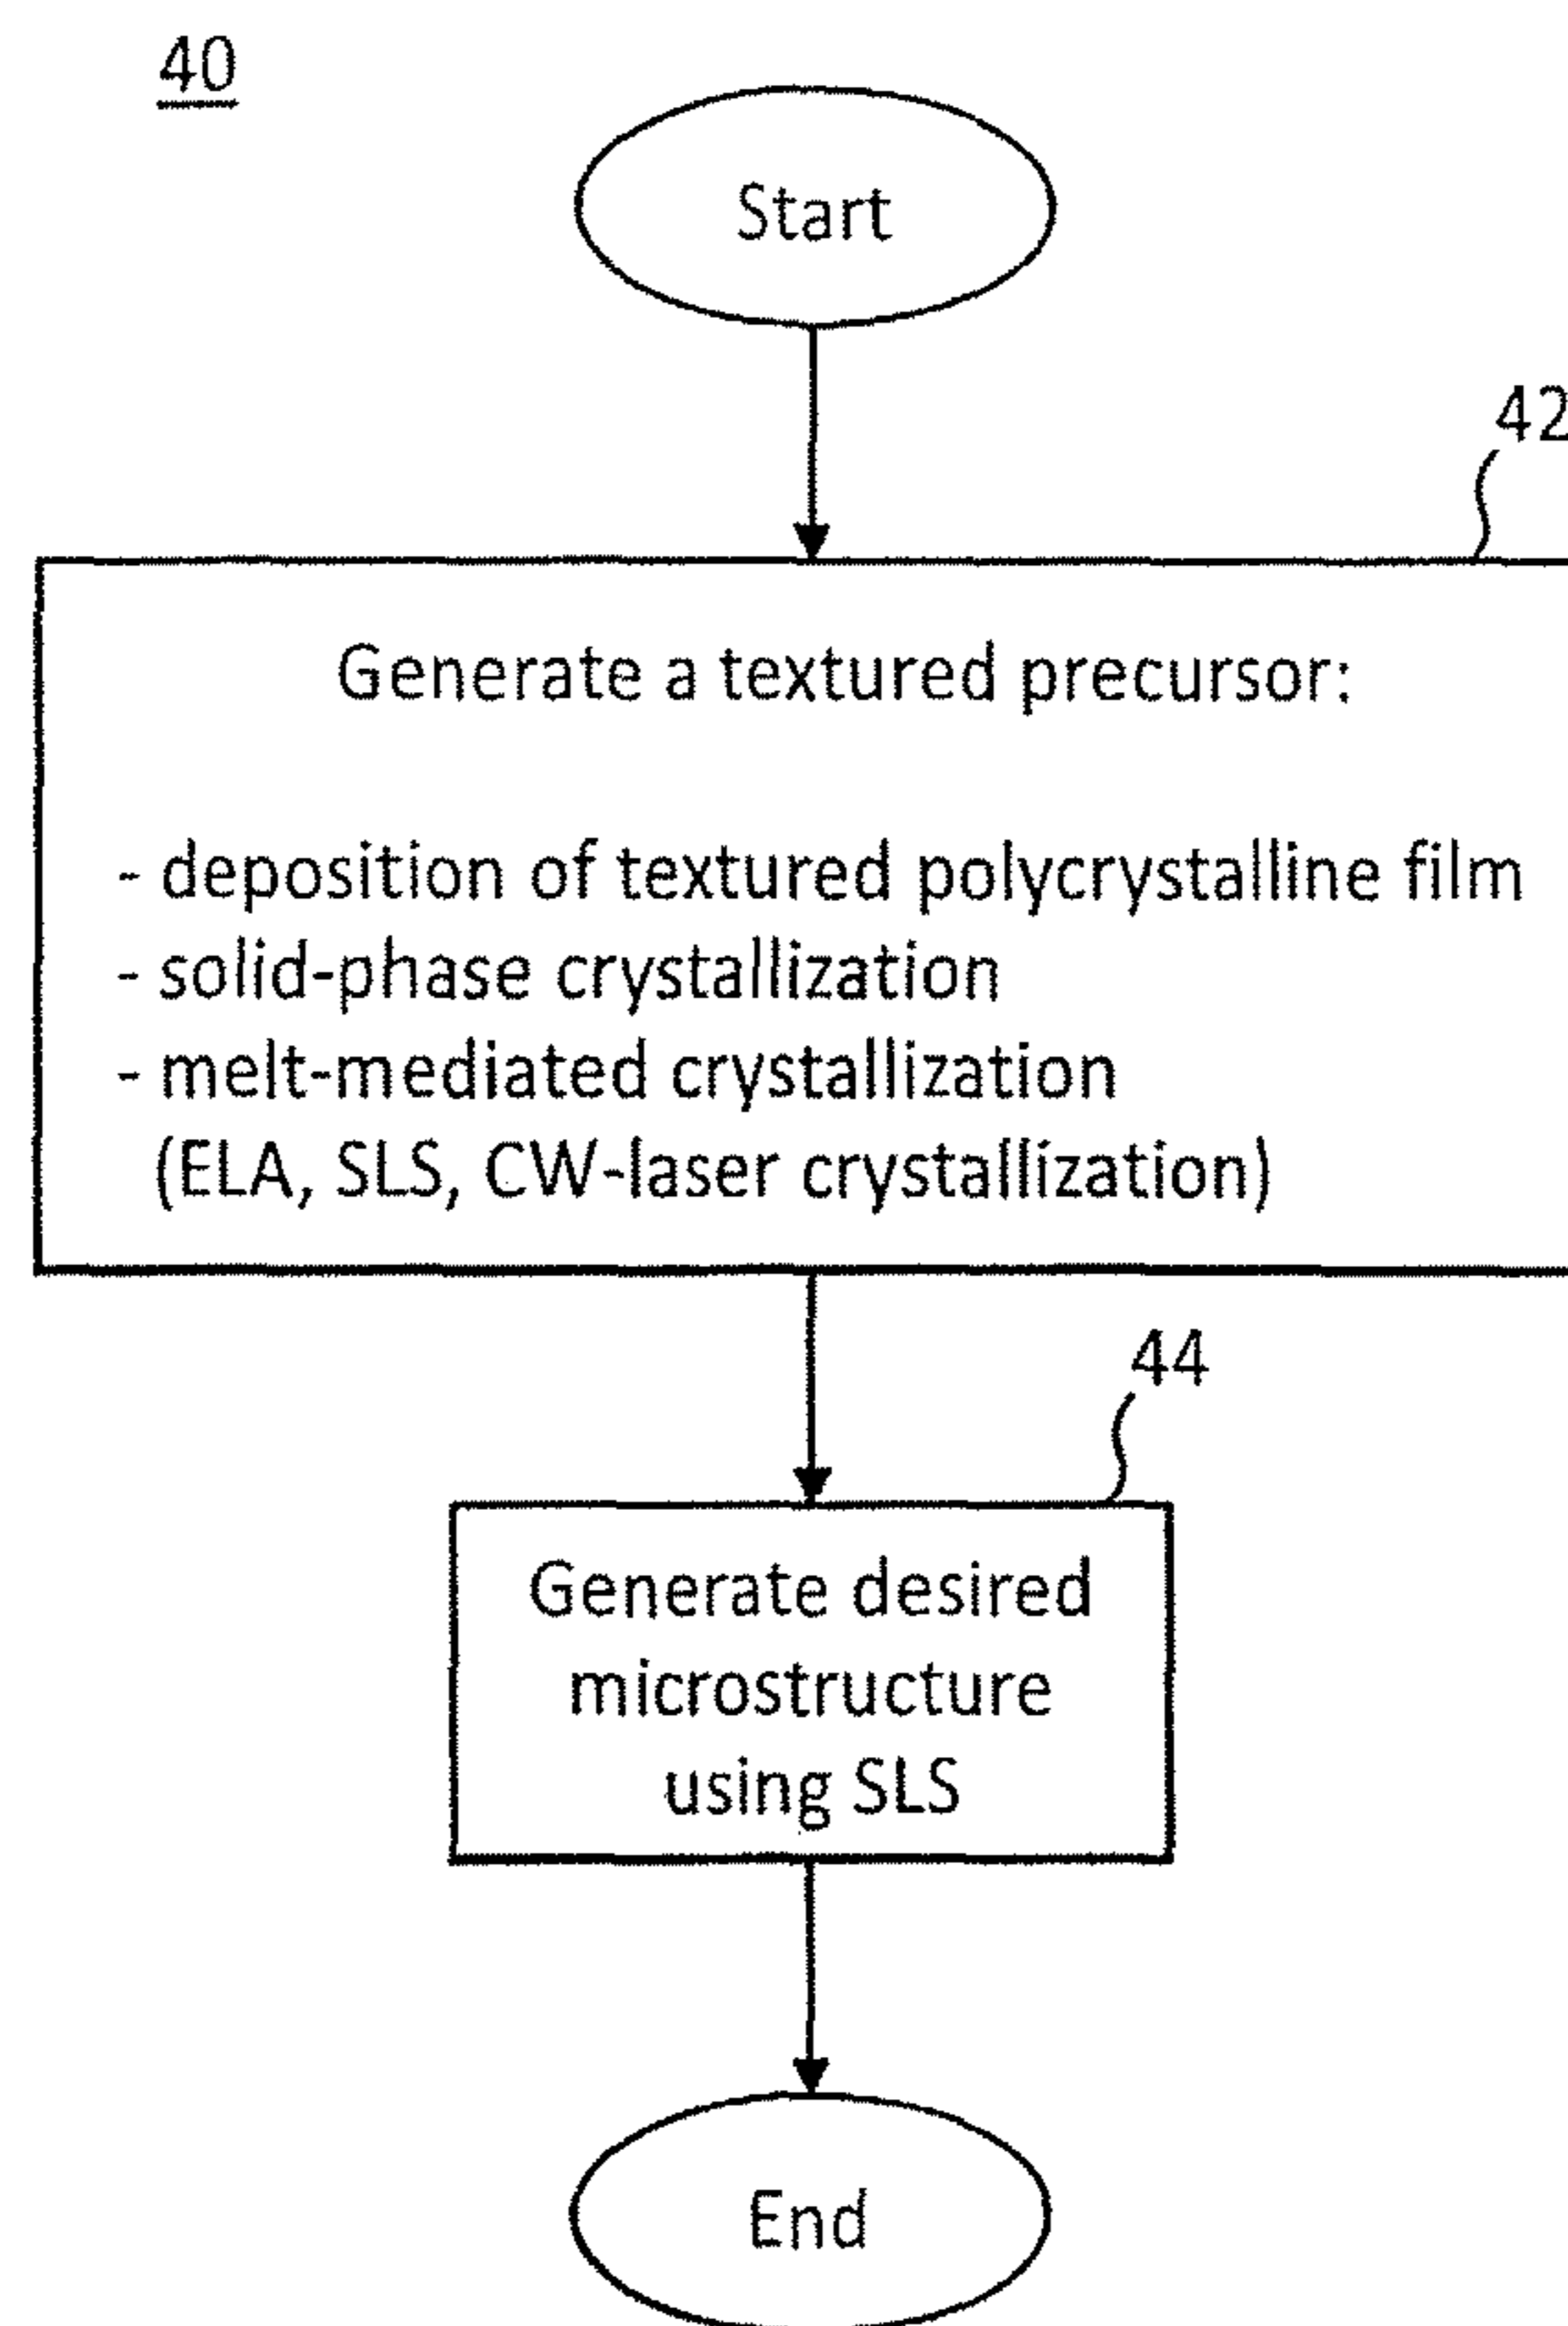 40
Start
42
Generate a textured precursor:
- deposition of textured polycrystalline film
- solid-phase crystallization
- melt-mediated crystallization
(ELA, SLS, CW-laser crystallization)
44
Generate desired
microstructure
using SLS
End